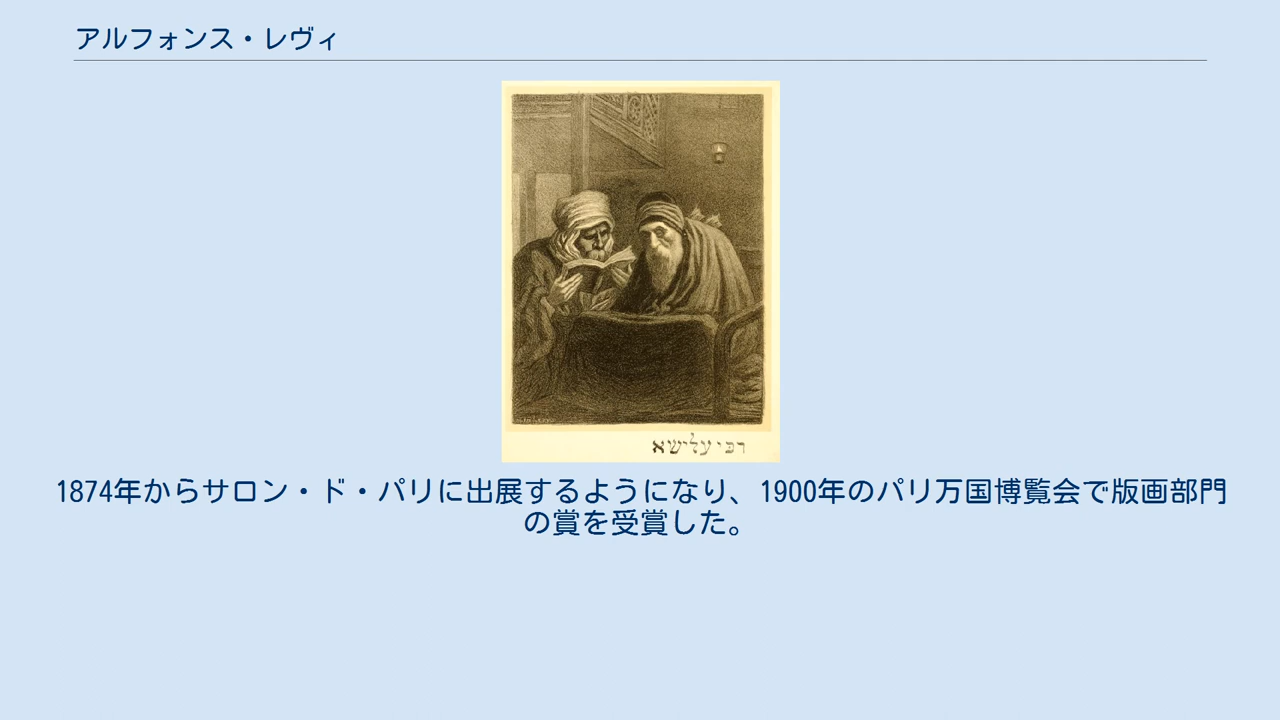 アルフォンス・レヴィ
רבי עלישא
1874年からサロン・ド・パリに出展するようになり、1900年のパリ万国博覧会で版画部門
の賞を受賞した。